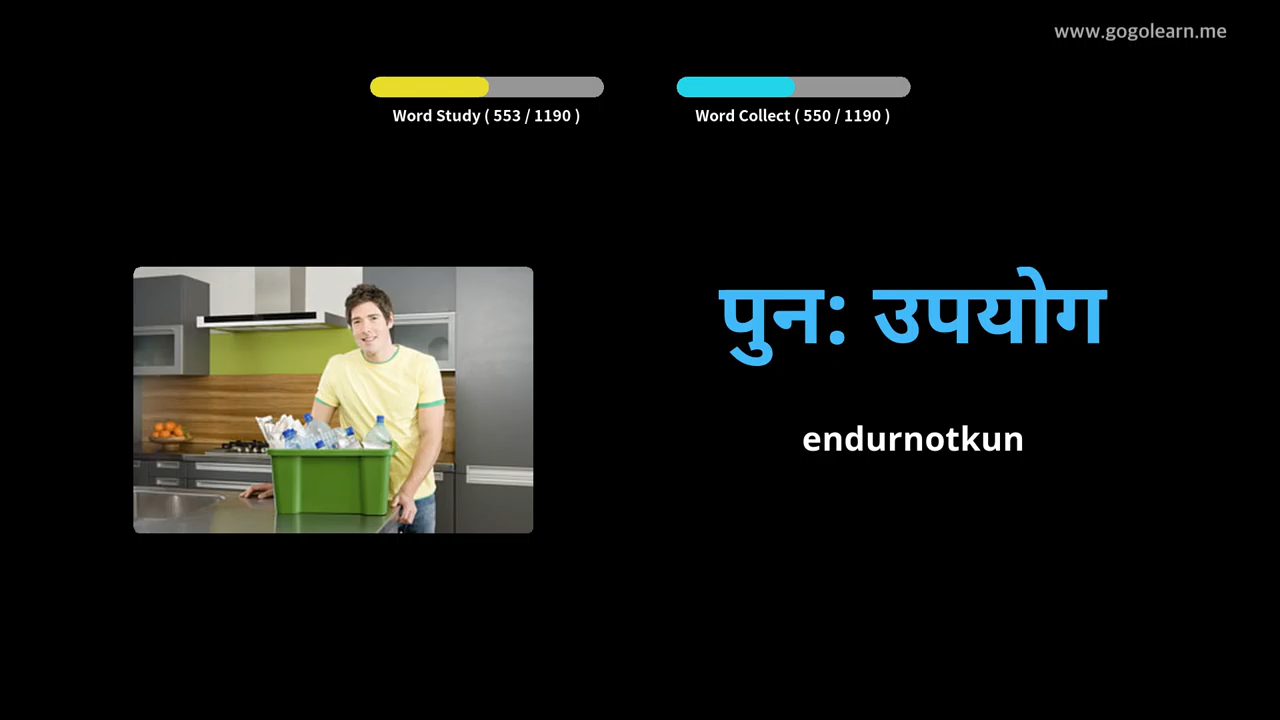 www.gogolearn.me
Word Study ( 553 / 1190 )
Word Collect ( 550 / 1190 )
पुन: उपयोग
endurnotkun